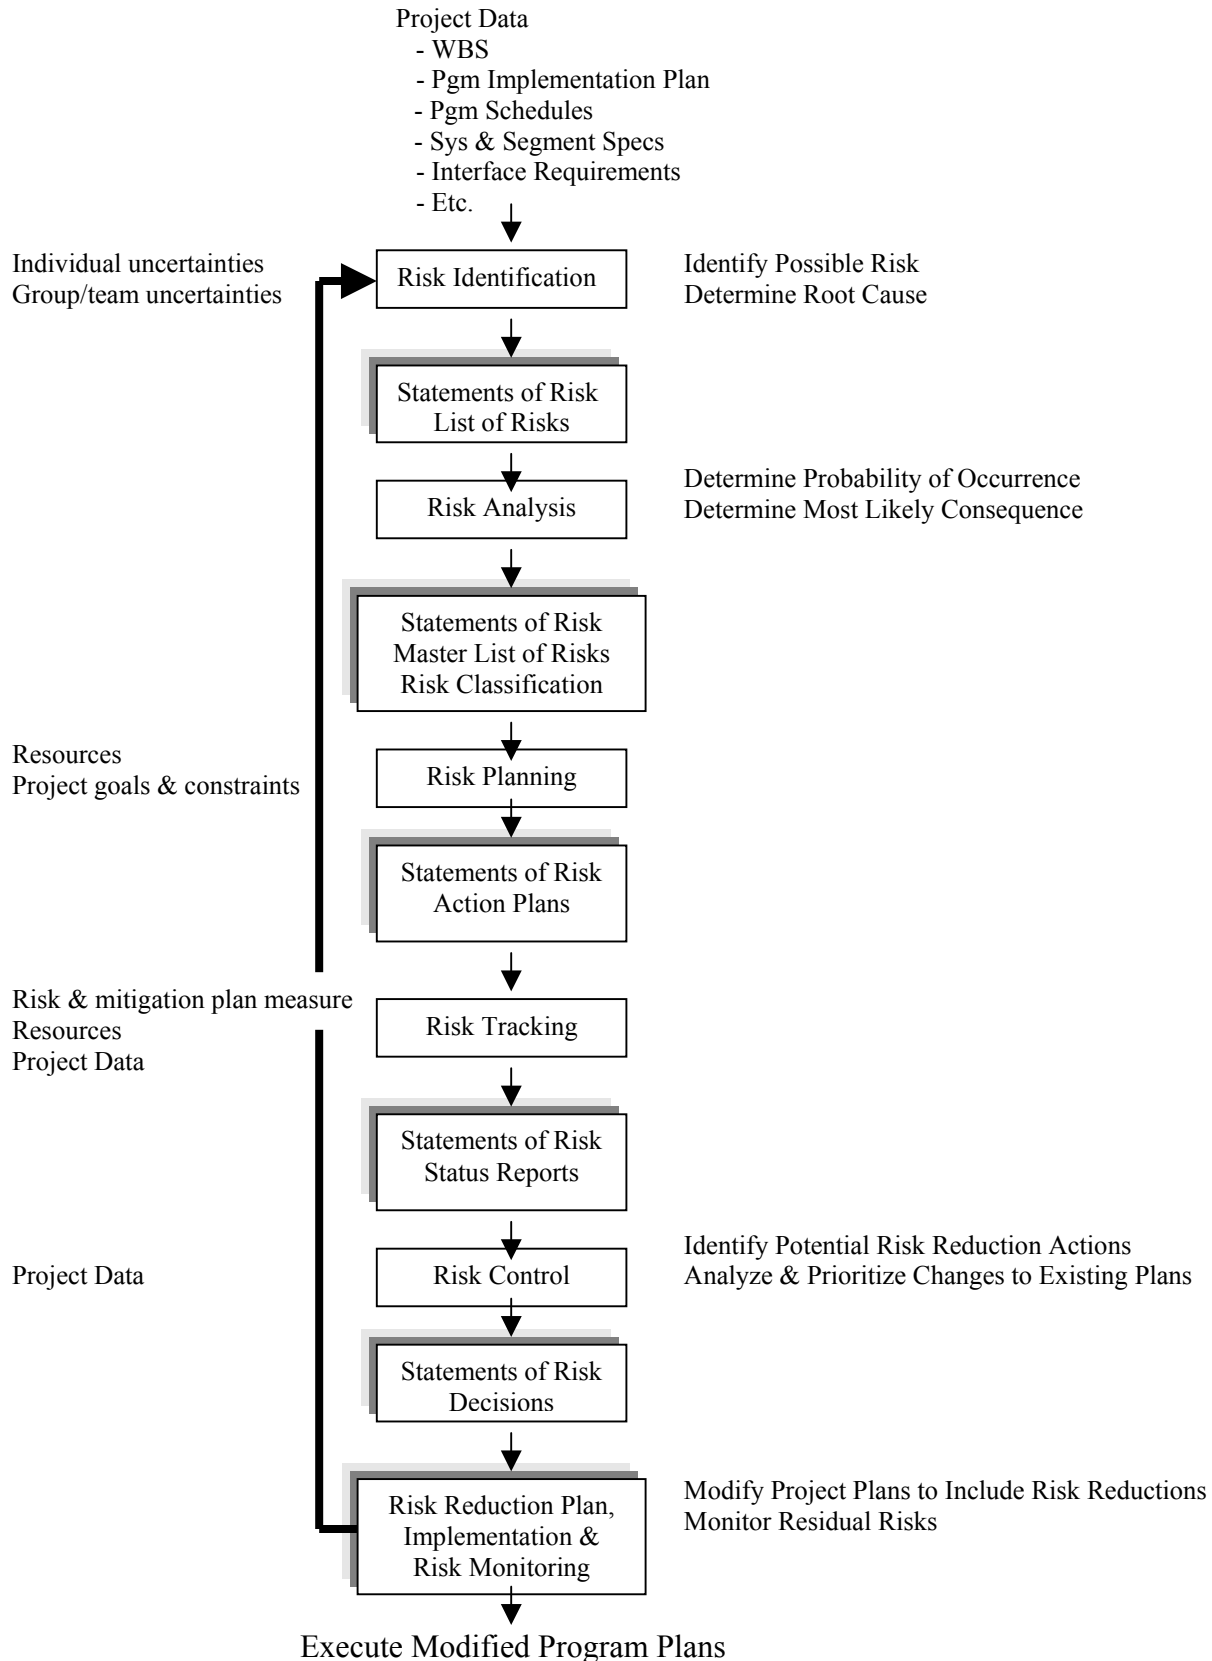 Project Data
- WBS
- Pgm Implementation Plan
- Pgm Schedules
- Sys & Segment Specs
- Interface Requirements
- Etc.
Individual uncertainties
Group/team uncertainties
Risk Identification
Identify Possible Risk
Determine Root Cause
Statements of Risk
List of Risks
Risk Analysis
Determine Probability of Occurrence
Determine Most Likely Consequence
Statements of Risk
Master List of Risks
Risk Classification
Resources
Project goals & constraints
Risk Planning
Statements of Risk
Action Plans
Risk & mitigation plan measure
Resources
Project Data
Risk Tracking
Statements of Risk
Status Reports
Project Data
Risk Control
Identify Potential Risk Reduction Actions
Analyze & Prioritize Changes to Existing Plans
Statements of Risk
Decisions
Risk Reduction Plan,
Implementation &
Risk Monitoring
Modify Project Plans to Include Risk Reductions
Monitor Residual Risks
Execute Modified Program Plans